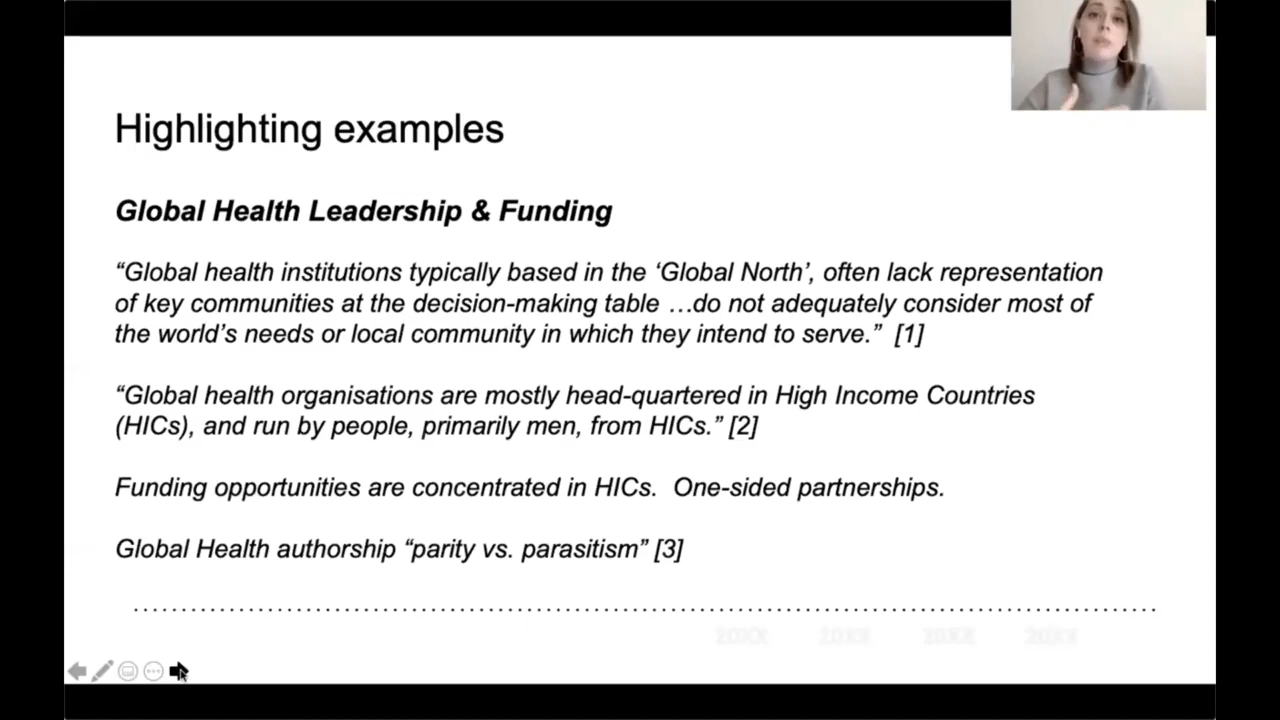 Highlighting examples
Global Health Leadership & Funding
“Global health institutions typically based in the ‘Global North’, often lack representation
of key communities at the decision-making table …do not adequately consider most of
the world’s needs or local community in which they intend to serve.”  [1]
“Global health organisations are mostly head-quartered in High Income Countries
(HICs), and run by people, primarily men, from HICs.” [2]
Funding opportunities are concentrated in HICs.  One-sided partnerships.
Global Health authorship “parity vs. parasitism” [3]